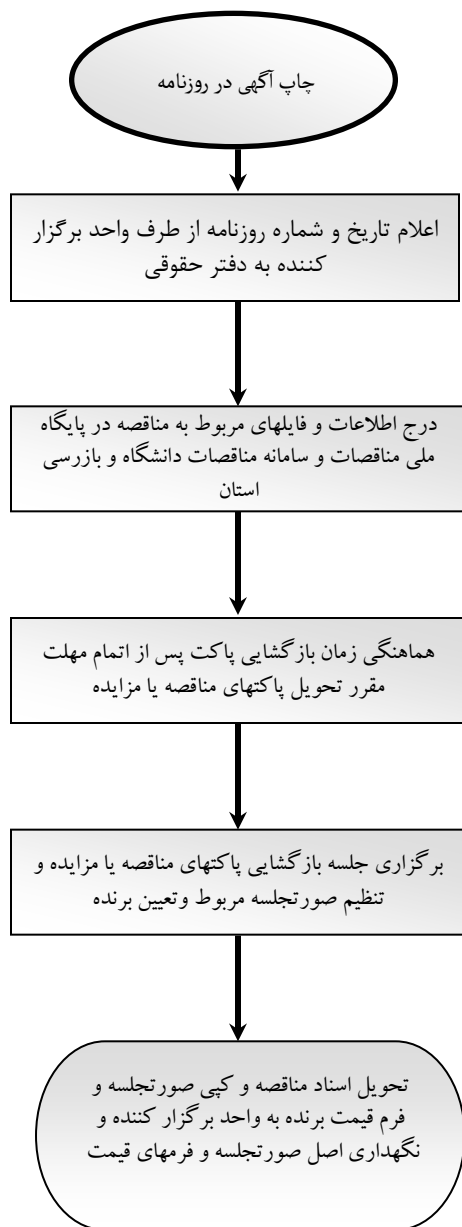 چاپ آگهی در روزنامه
اعلام تاریخ و شماره روزنامه از طرف واحد برگزار
کننده به دفتر حقوقی
درج اطلاعات و فایلهای مربوط به مناقصه در پایگاه
ملی مناقصات و سامانه مناقصات دانشگاه و بازرسی
استان
هماهنگی زمان بازگشایی پاکت پس از اتمام مهلت
مقرر تحویل پاکتهای مناقصه یا مزایده
برگزاری جلسه بازگشایی پاکتهای مناقصه یا مزایده و
تنظیم صورتجلسه مربوط وتعیین برنده
تحویل اسناد مناقصه و کپی صورتجلسه و
فرم قیمت برنده به واحد برگزار کننده و
نگهداری اصل صورتجلسه و فرمهای قیمت